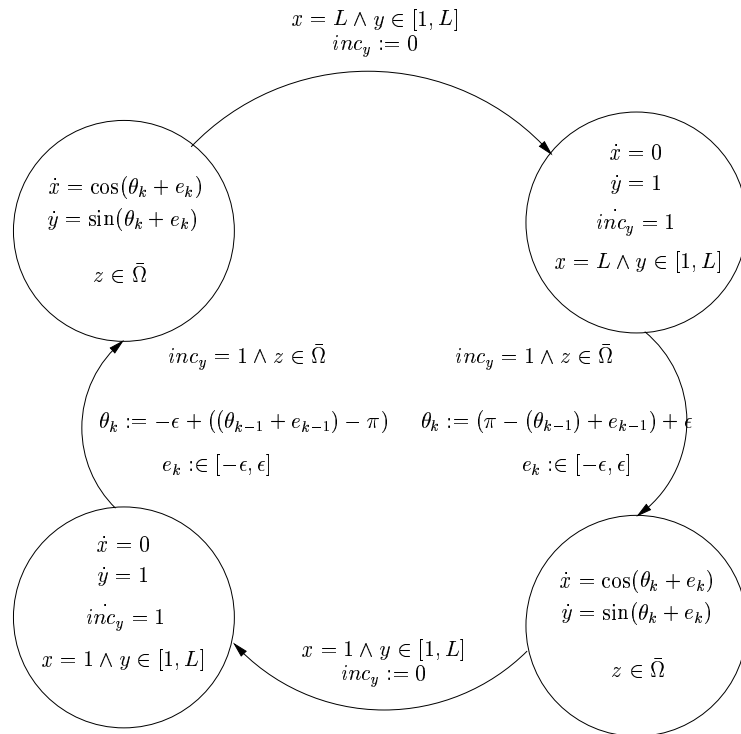 x = L ∧ y ∈ [1, L]
inc_y := 0
ẋ = cos(θ_k + e_k)
ẏ = sin(θ_k + e_k)
z ∈ Ω̄
ẋ = 0
ẏ = 1
inċ_y = 1
x = L ∧ y ∈ [1, L]
inc_y = 1 ∧ z ∈ Ω̄
θ_k := −ϵ + ((θ_{k−1} + e_{k−1}) − π)
e_k :∈ [−ϵ, ϵ]
inc_y = 1 ∧ z ∈ Ω̄
θ_k := (π − (θ_{k−1}) + e_{k−1}) + ϵ
e_k :∈ [−ϵ, ϵ]
ẋ = 0
ẏ = 1
inċ_y = 1
x = 1 ∧ y ∈ [1, L]
x = 1 ∧ y ∈ [1, L]
inc_y := 0
ẋ = cos(θ_k + e_k)
ẏ = sin(θ_k + e_k)
z ∈ Ω̄